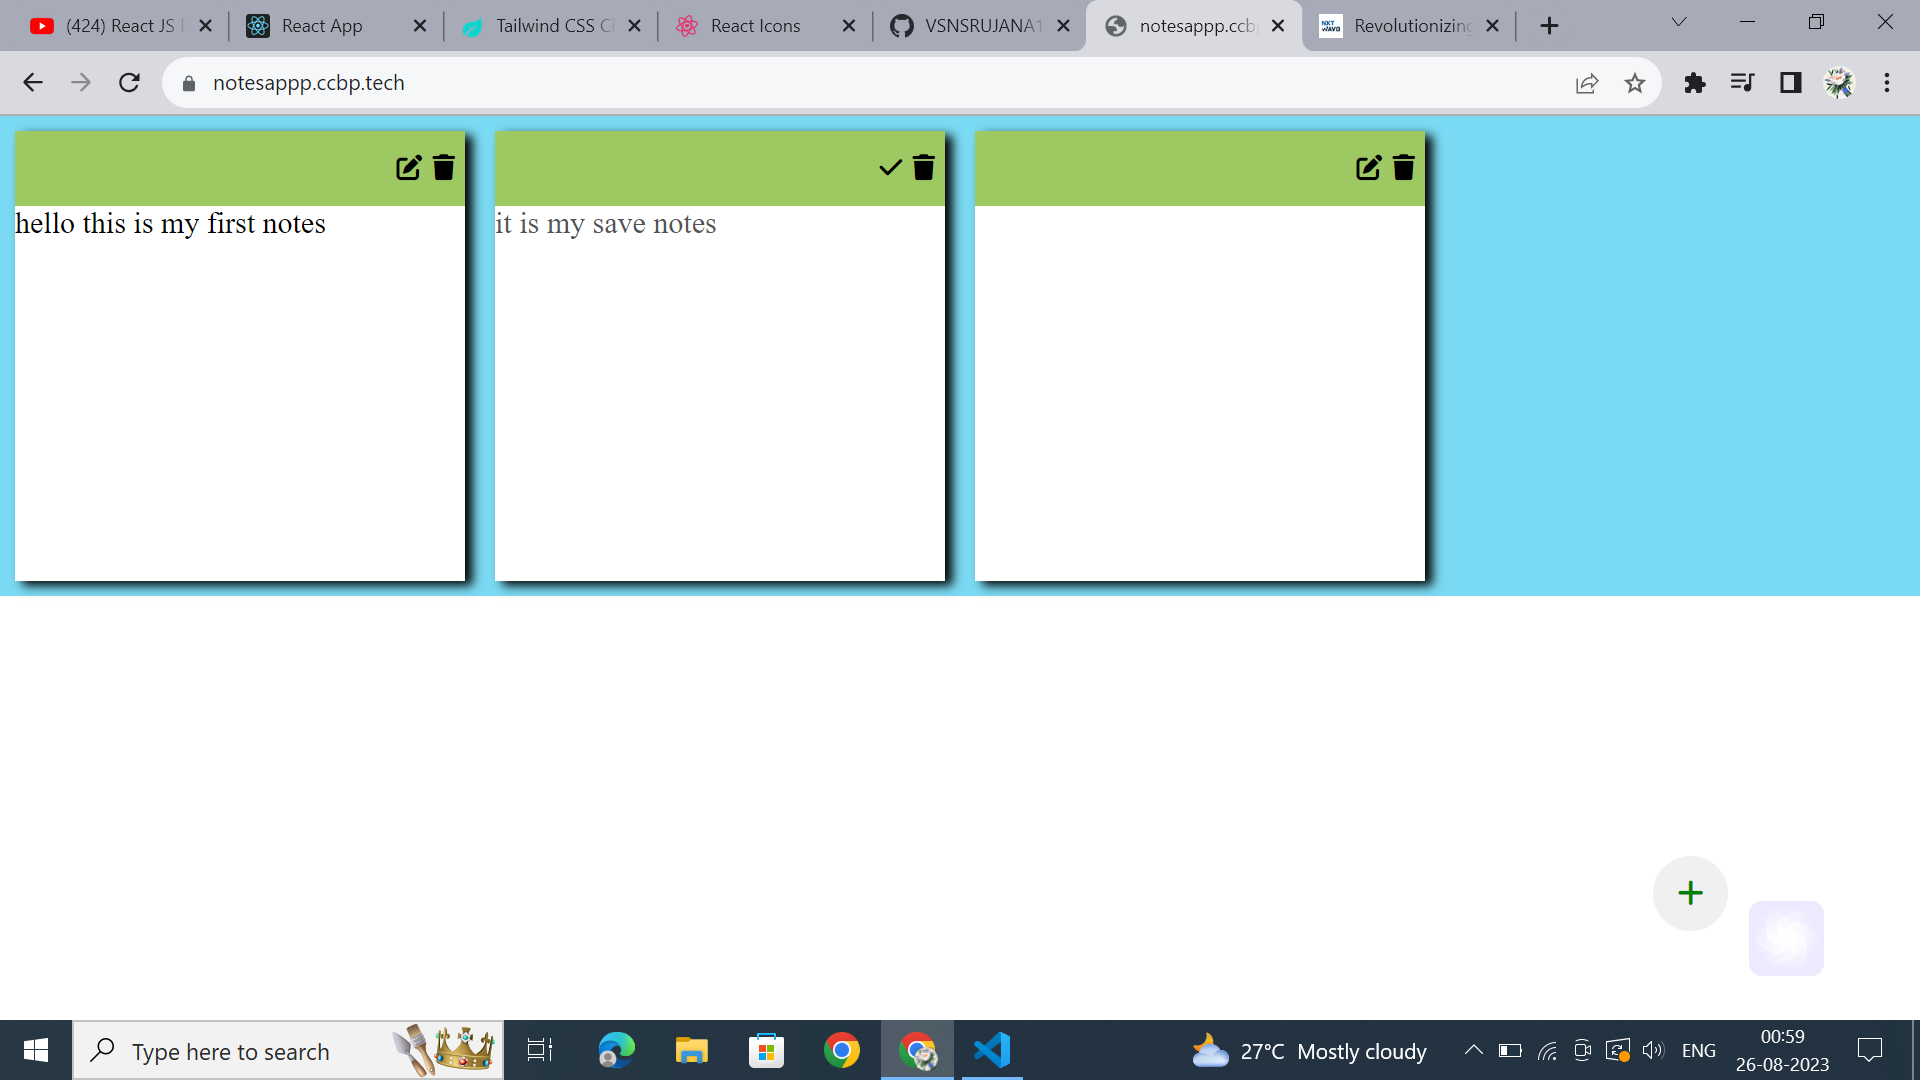 (424) React JS
React App
Tailwind CSS C
React Icons
VSNSRUJANA1
notesappp.ccb
Revolutionizing
NXT
WAVE
notesappp.ccbp.tech
hello this is my first notes
it is my save notes
Type here to search
27°C Mostly cloudy
ENG
00:59
26-08-2023